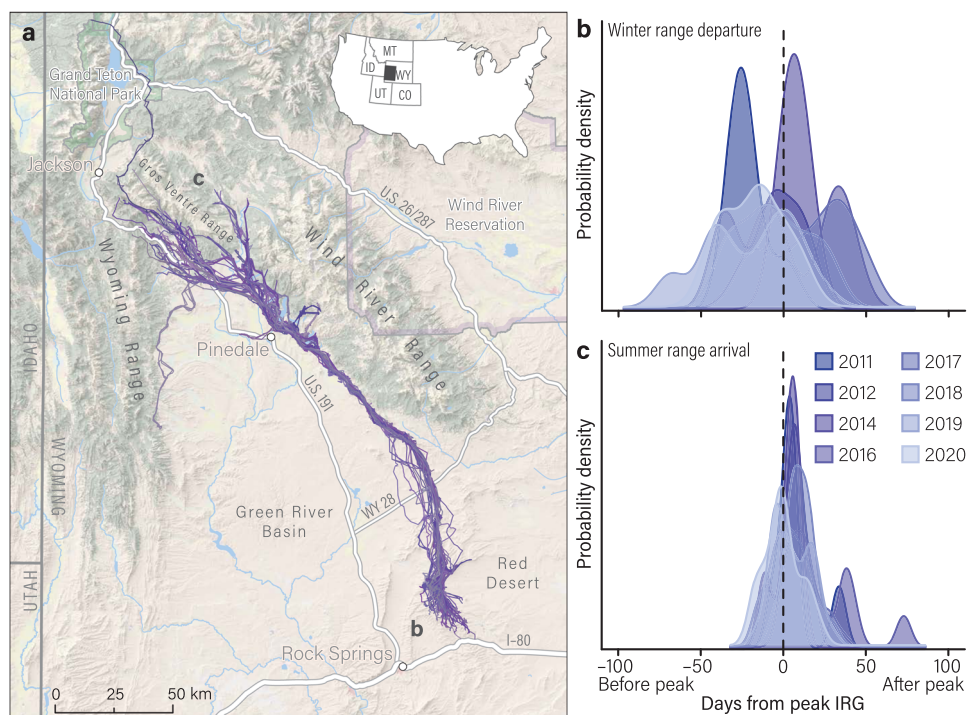 a
Grand Teton
National Park
Jackson
c
Gros Ventre Range
Wyoming Range
Wind River Range
U.S. 26/287
Wind River
Reservation
MT
ID
WY
UT
CO
Pinedale
U.S. 191
IDAHO
WYOMING
UTAH
WY 28
Green River
Basin
Red
Desert
b
I-80
Rock Springs
0 25 50 km
b
Winter range departure
Probability density
c
Summer range arrival
Probability density
2011 2017
2012 2018
2014 2019
2016 2020
−100 −50 0 50 100
Before peak After peak
Days from peak IRG